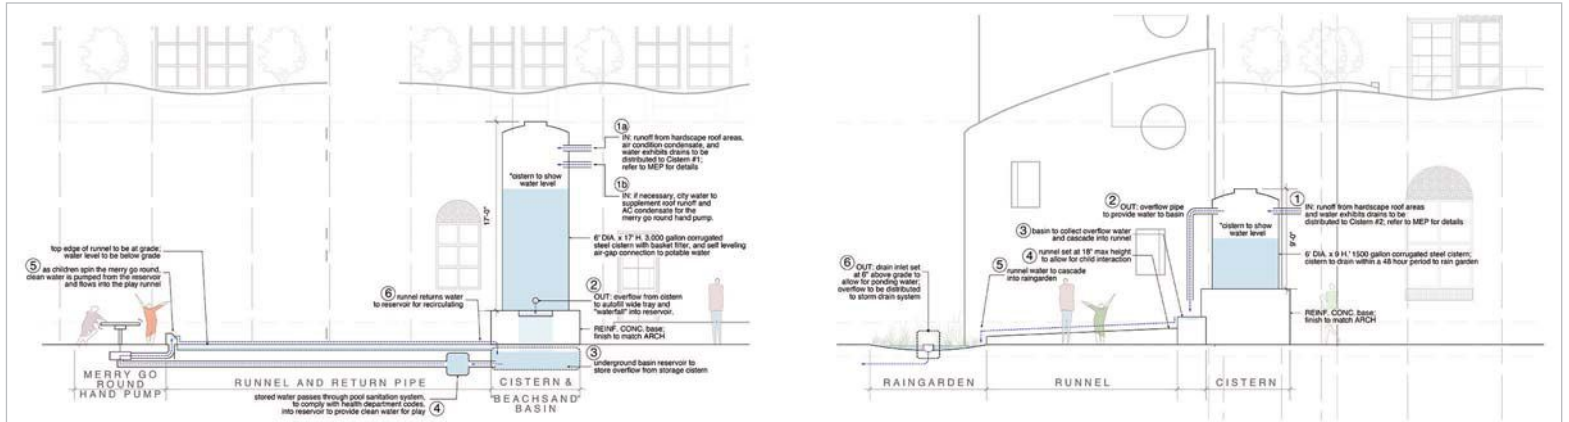 1a
IN: runoff from hardscape roof areas,
air condition condensate, and
water exhibits drains to be
distributed to Cistern #1;
refer to MEP for details
*cistern to show
water level
1b
IN: if necessary, city water to
supplement roof runoff and
AC condensate for the
merry go round hand pump.
17'-0"
6' DIA. x 17' H. 3,000 gallon corrugated
steel cistern with basket filter, and self leveling
air-gap connection to potable water
top edge of runnel to be at grade;
water level to be below grade
5 as children spin the merry go round,
clean water is pumped from the reservoir
and flows into the play runnel
6 runnel returns water
to reservoir for recirculating
2
OUT: overflow from cistern
to autofill wide tray and
"waterfall" into reservoir.
REINF. CONC. base;
finish to match ARCH
3
underground basin reservoir to
store overflow from storage cistern
MERRY GO
ROUND
HAND PUMP
RUNNEL AND RETURN PIPE
CISTERN &
BEACHSAND
BASIN
stored water passes through pool sanitation system,
to comply with health department codes,
into reservoir to provide clean water for play 4
2 OUT: overflow pipe
to provide water to basin
3 basin to collect overflow water
and cascade into runnel
4 runnel set at 18" max height
to allow for child interaction
5
runnel water to cascade
into raingarden
6
OUT: drain inlet set
at 6" above grade to
allow for ponding water;
overflow to be distributed
to storm drain system
*cistern to show
water level
1
IN: runoff from hardscape roof areas
and water exhibits drains to be
distributed to Cistern #2; refer to MEP for details
9'-0"
6' DIA. x 9 H.' 1500 gallon corrugated steel cistern;
cistern to drain within a 48 hour period to rain garden
REINF. CONC. base;
finish to match ARCH
RAINGARDEN
RUNNEL
CISTERN